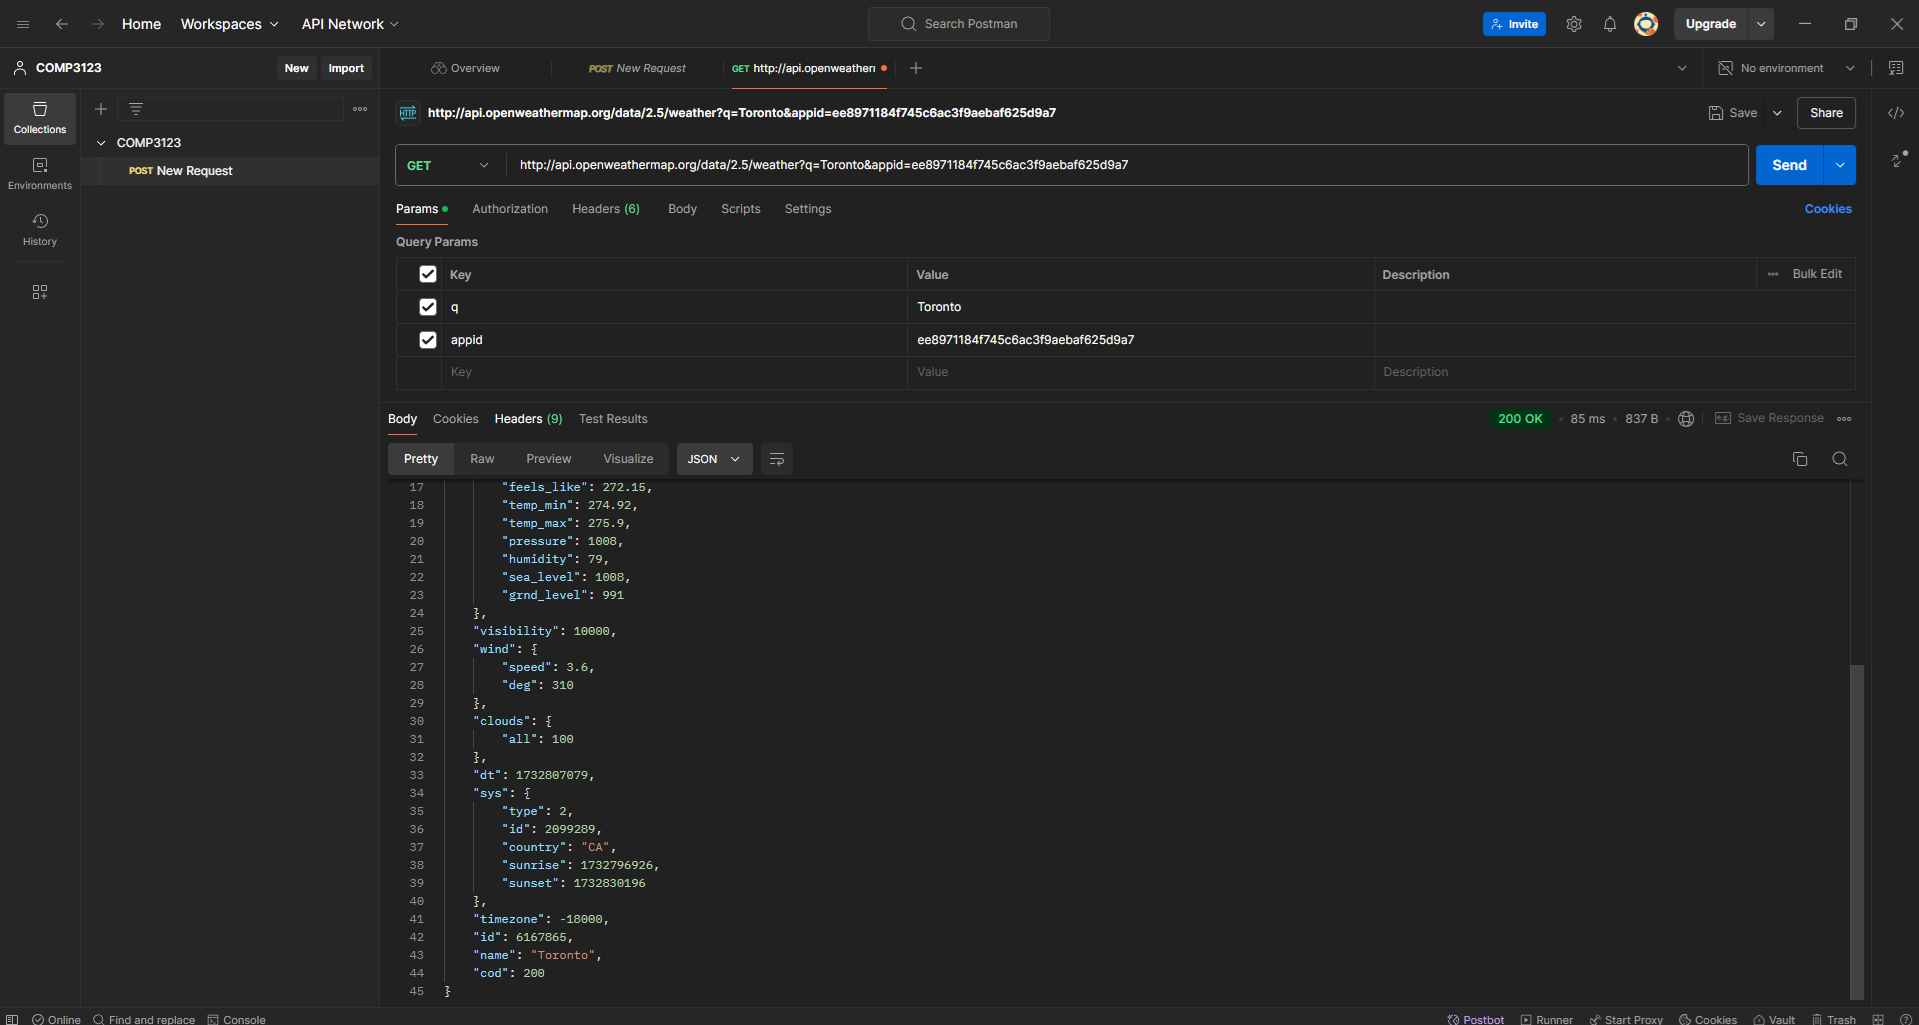 Home Workspaces API Network Search Postman Invite Upgrade
COMP3123 New Import Overview POST New Request GET http://api.openweathern No environment
Collections
COMP3123
POST New Request
Environments
History
HTTP http://api.openweathermap.org/data/2.5/weather?q=Toronto&appid=ee8971184f745c6ac3f9aebaf625d9a7 Save Share
GET http://api.openweathermap.org/data/2.5/weather?q=Toronto&appid=ee8971184f745c6ac3f9aebaf625d9a7 Send
Params Authorization Headers (6) Body Scripts Settings Cookies
Query Params
Key Value Description Bulk Edit
q Toronto
appid ee8971184f745c6ac3f9aebaf625d9a7
Key Value Description
Body Cookies Headers (9) Test Results 200 OK 85 ms 837 B e.g. Save Response
Pretty Raw Preview Visualize JSON
17 "feels_like": 272.15,
18 "temp_min": 274.92,
19 "temp_max": 275.9,
20 "pressure": 1008,
21 "humidity": 79,
22 "sea_level": 1008,
23 "grnd_level": 991
24 },
25 "visibility": 10000,
26 "wind": {
27 "speed": 3.6,
28 "deg": 310
29 },
30 "clouds": {
31 "all": 100
32 },
33 "dt": 1732807079,
34 "sys": {
35 "type": 2,
36 "id": 2099289,
37 "country": "CA",
38 "sunrise": 1732796926,
39 "sunset": 1732830196
40 },
41 "timezone": -18000,
42 "id": 6167865,
43 "name": "Toronto",
44 "cod": 200
45 }
Online Find and replace Console Postbot Runner Start Proxy Cookies Vault Trash